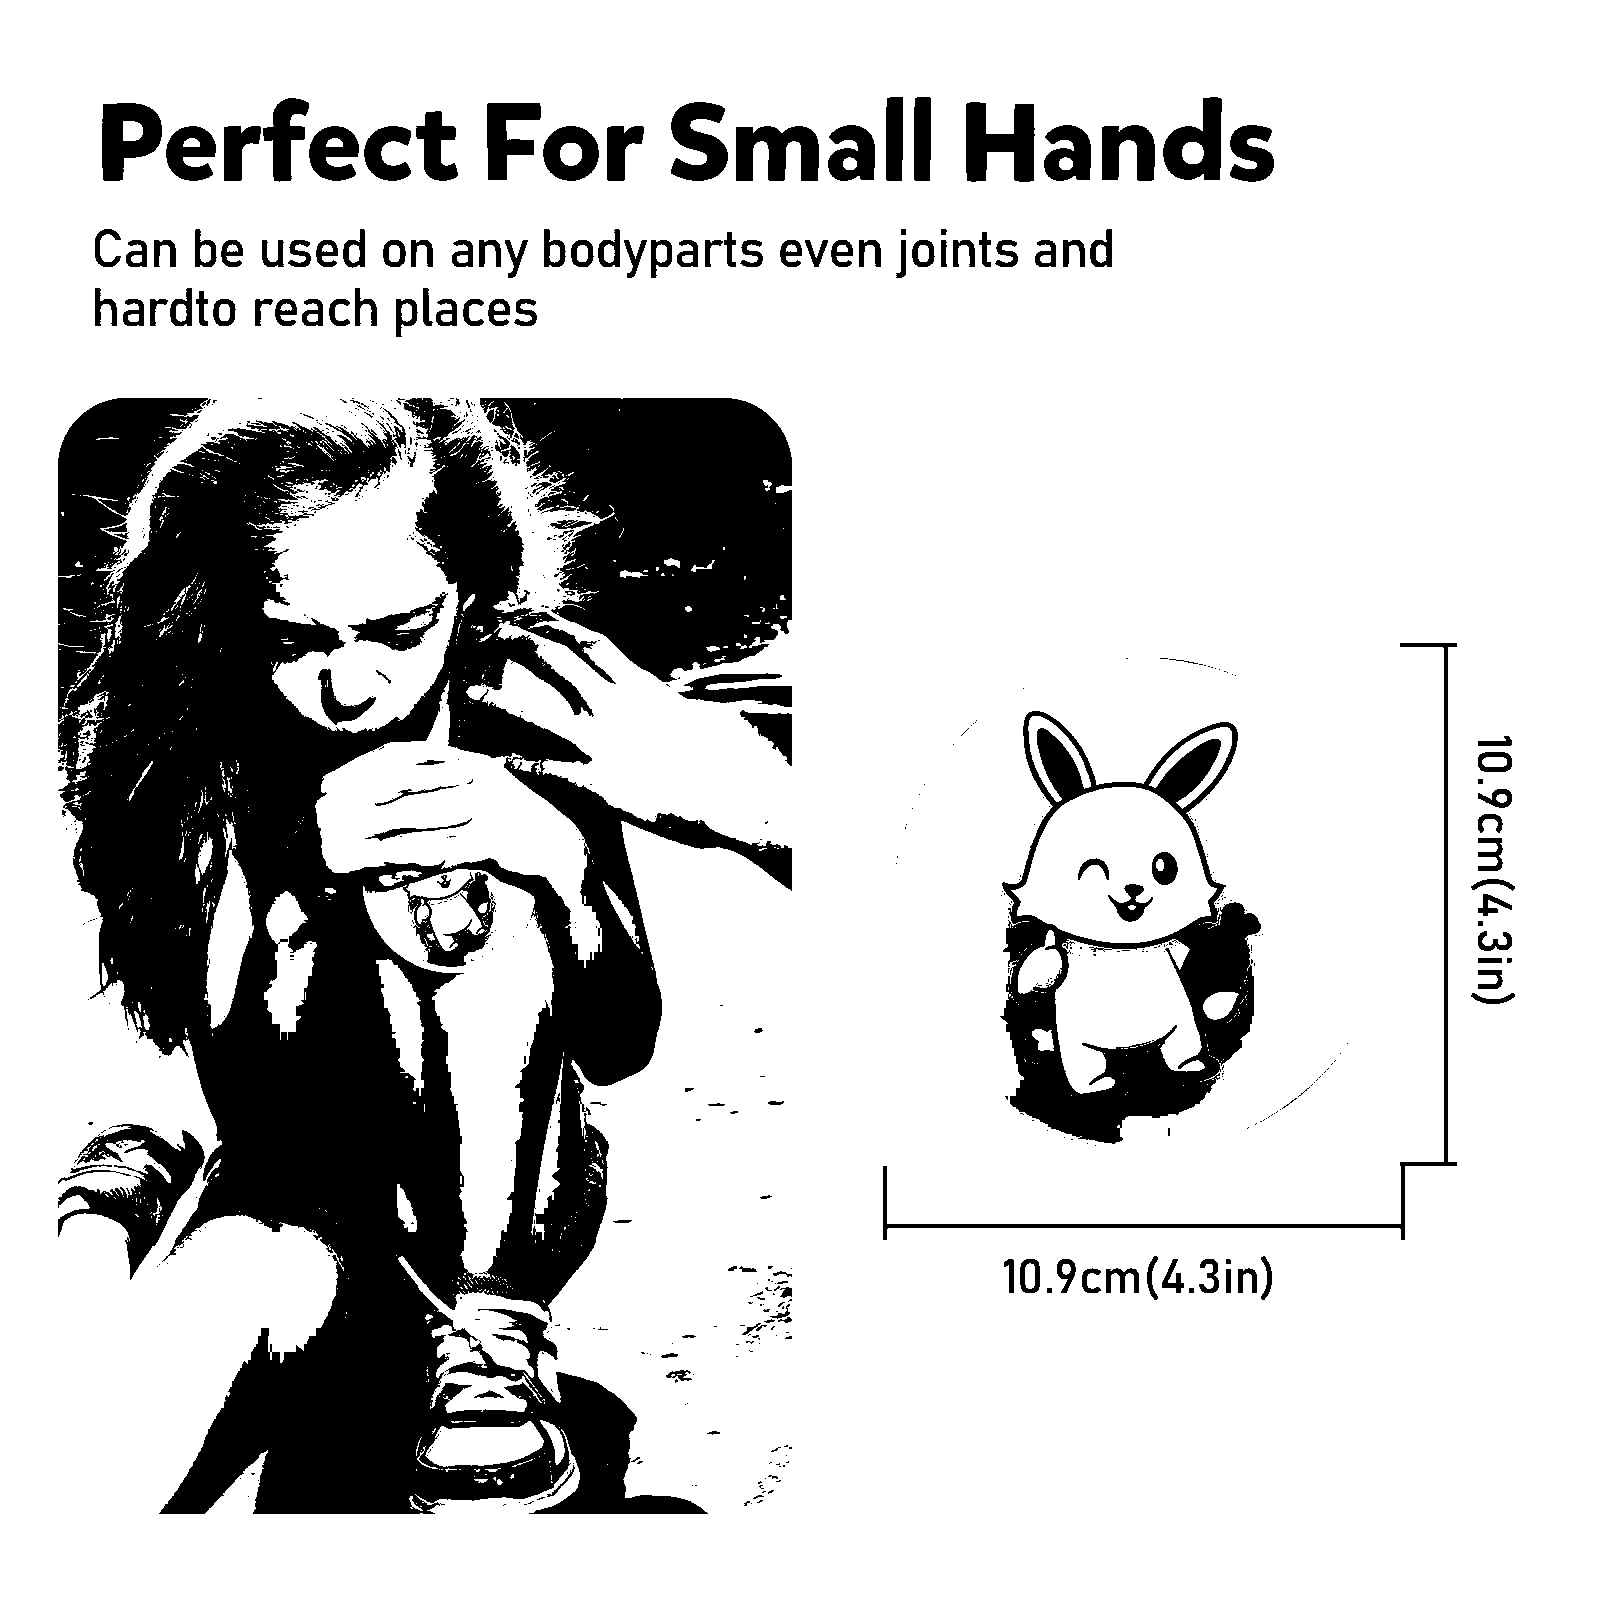 Perfect For Small Hands
Can be used on any bodyparts even joints and
hardto reach places
10.9cm(4.3in)
10.9cm(4.3in)